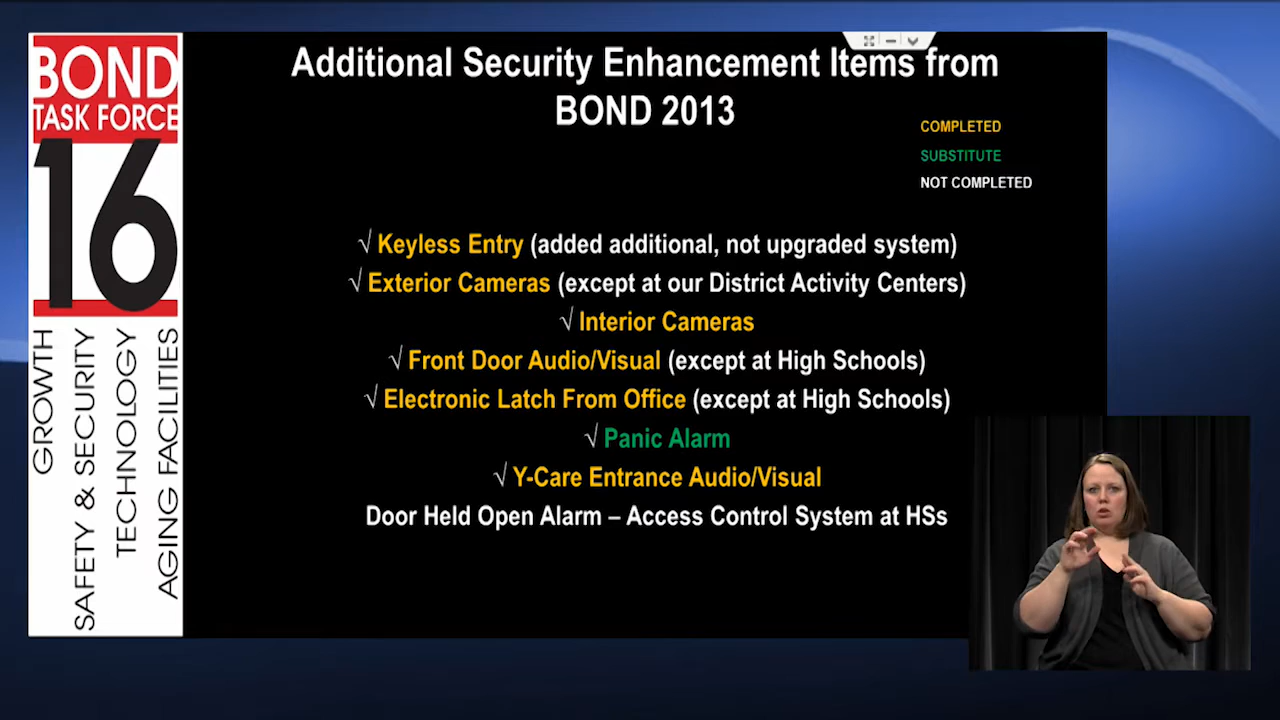 BOND
TASK FORCE
16
GROWTH
SAFETY & SECURITY
TECHNOLOGY
AGING FACILITIES
Additional Security Enhancement Items from
BOND 2013
COMPLETED
SUBSTITUTE
NOT COMPLETED
√ Keyless Entry (added additional, not upgraded system)
√ Exterior Cameras (except at our District Activity Centers)
√ Interior Cameras
√ Front Door Audio/Visual (except at High Schools)
√ Electronic Latch From Office (except at High Schools)
√ Panic Alarm
√ Y-Care Entrance Audio/Visual
Door Held Open Alarm – Access Control System at HSs